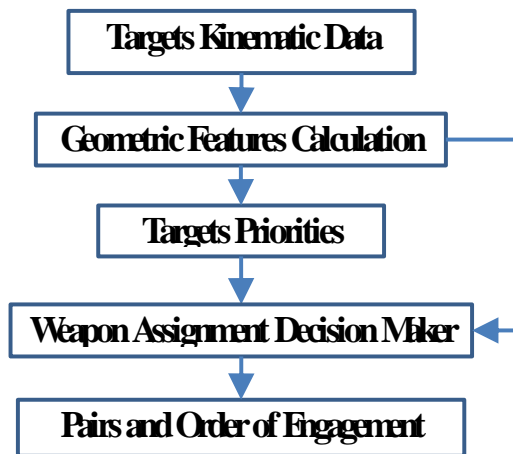 Targets Kinematic Data
Geometric Features Calculation
Targets Priorities
Weapon Assignment Decision Maker
Pairs and Order of Engagement